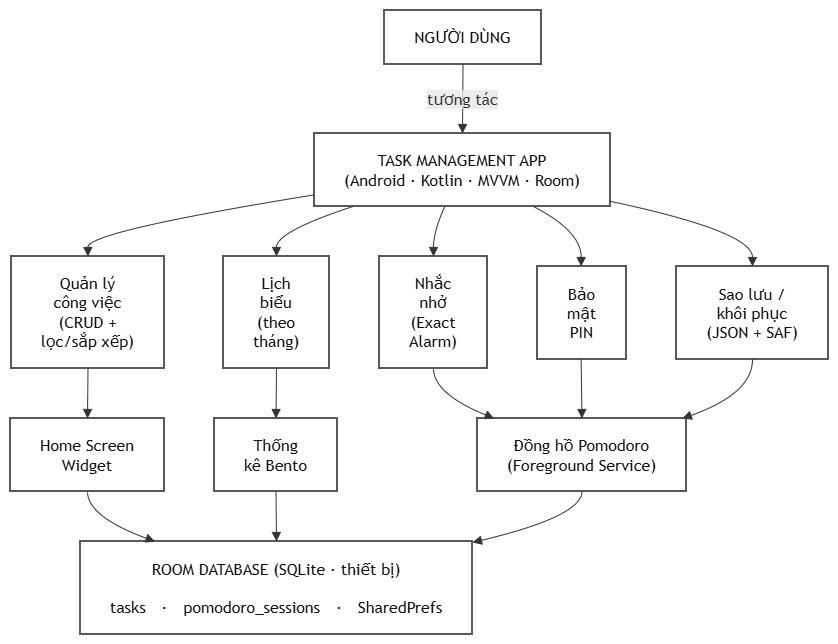 NGƯỜI DÙNG
tương tác
TASK MANAGEMENT APP
(Android · Kotlin · MVVM · Room)
Quản lý
công việc
(CRUD +
lọc/sắp xếp)
Lịch
biểu
(theo
tháng)
Nhắc
nhở
(Exact
Alarm)
Bảo
mật
PIN
Sao lưu /
khôi phục
(JSON + SAF)
Home Screen
Widget
Thống
kê Bento
Đồng hồ Pomodoro
(Foreground Service)
ROOM DATABASE (SQLite · thiết bị)
tasks · pomodoro_sessions · SharedPrefs